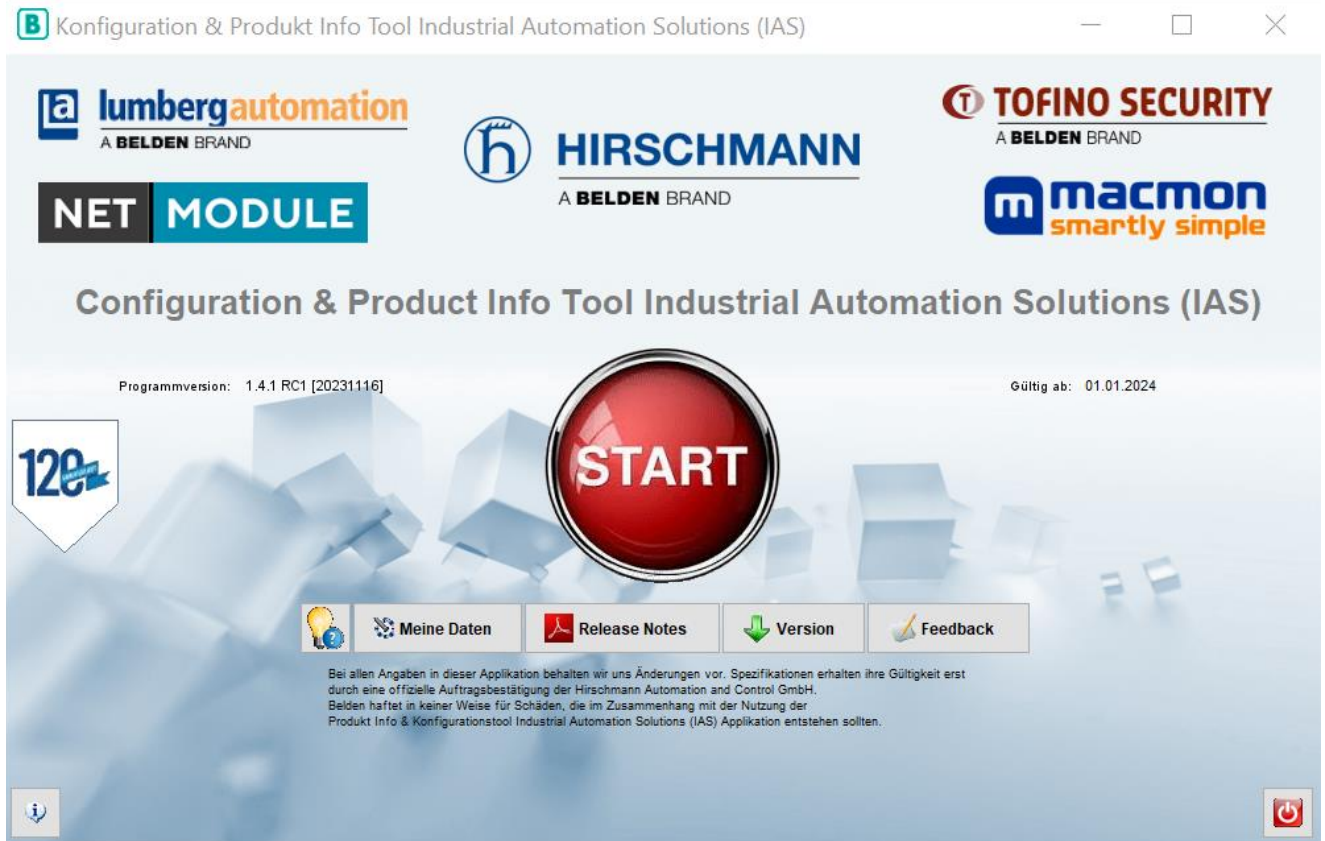 B Konfiguration & Produkt Info Tool Industrial Automation Solutions (IAS)
la lumbergautomation
A BELDEN BRAND
HIRSCHMANN
A BELDEN BRAND
TOFINO SECURITY
A BELDEN BRAND
NET MODULE
m macmon
smartly simple
Configuration & Product Info Tool Industrial Automation Solutions (IAS)
Programmversion: 1.4.1 RC1 [20231116]
Gültig ab: 01.01.2024
120
START
Meine Daten
Release Notes
Version
Feedback
Bei allen Angaben in dieser Applikation behalten wir uns Änderungen vor. Spezifikationen erhalten ihre Gültigkeit erst
durch eine offizielle Auftragsbestätigung der Hirschmann Automation and Control GmbH.
Belden haftet in keiner Weise für Schäden, die im Zusammenhang mit der Nutzung der
Produkt Info & Konfigurationstool Industrial Automation Solutions (IAS) Applikation entstehen sollten.